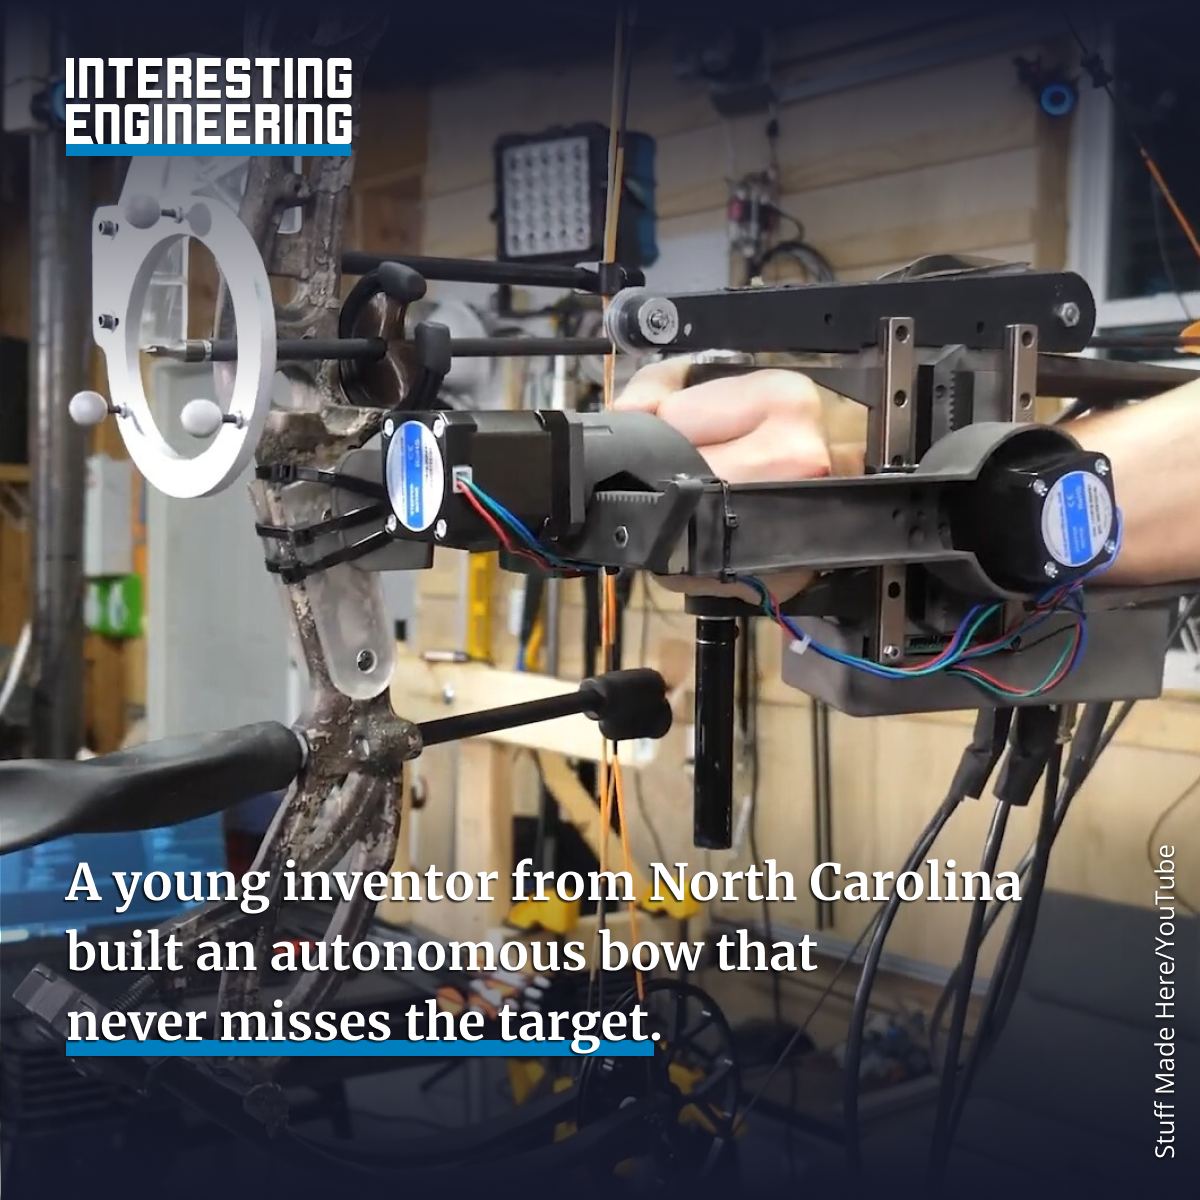 INTERESTING
ENGINEERING
A young inventor from North Carolina
built an autonomous bow that
never misses the target.
Stuff Made Here/YouTube